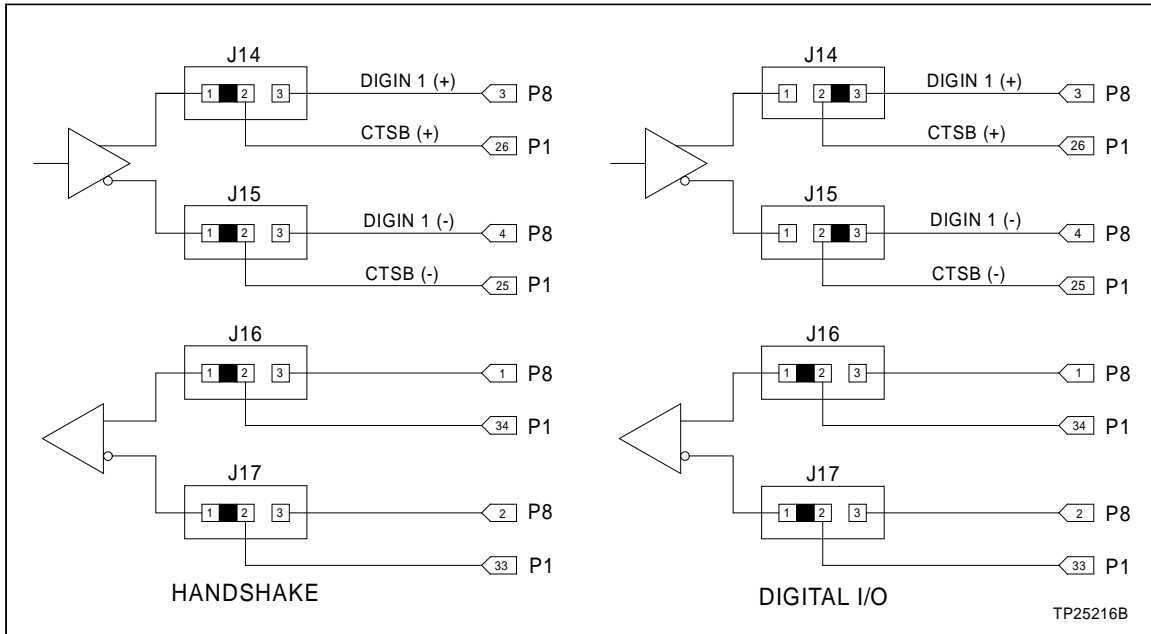 J14
1 2 3
DIGIN 1 (+)
3 P8
CTSB (+)
26 P1
J15
1 2 3
DIGIN 1 (-)
4 P8
CTSB (-)
25 P1
J16
1 2 3
1 P8
34 P1
J17
1 2 3
2 P8
33 P1
HANDSHAKE
J14
1 2 3
DIGIN 1 (+)
3 P8
CTSB (+)
26 P1
J15
1 2 3
DIGIN 1 (-)
4 P8
CTSB (-)
25 P1
J16
1 2 3
1 P8
34 P1
J17
1 2 3
2 P8
33 P1
DIGITAL I/O
TP25216B